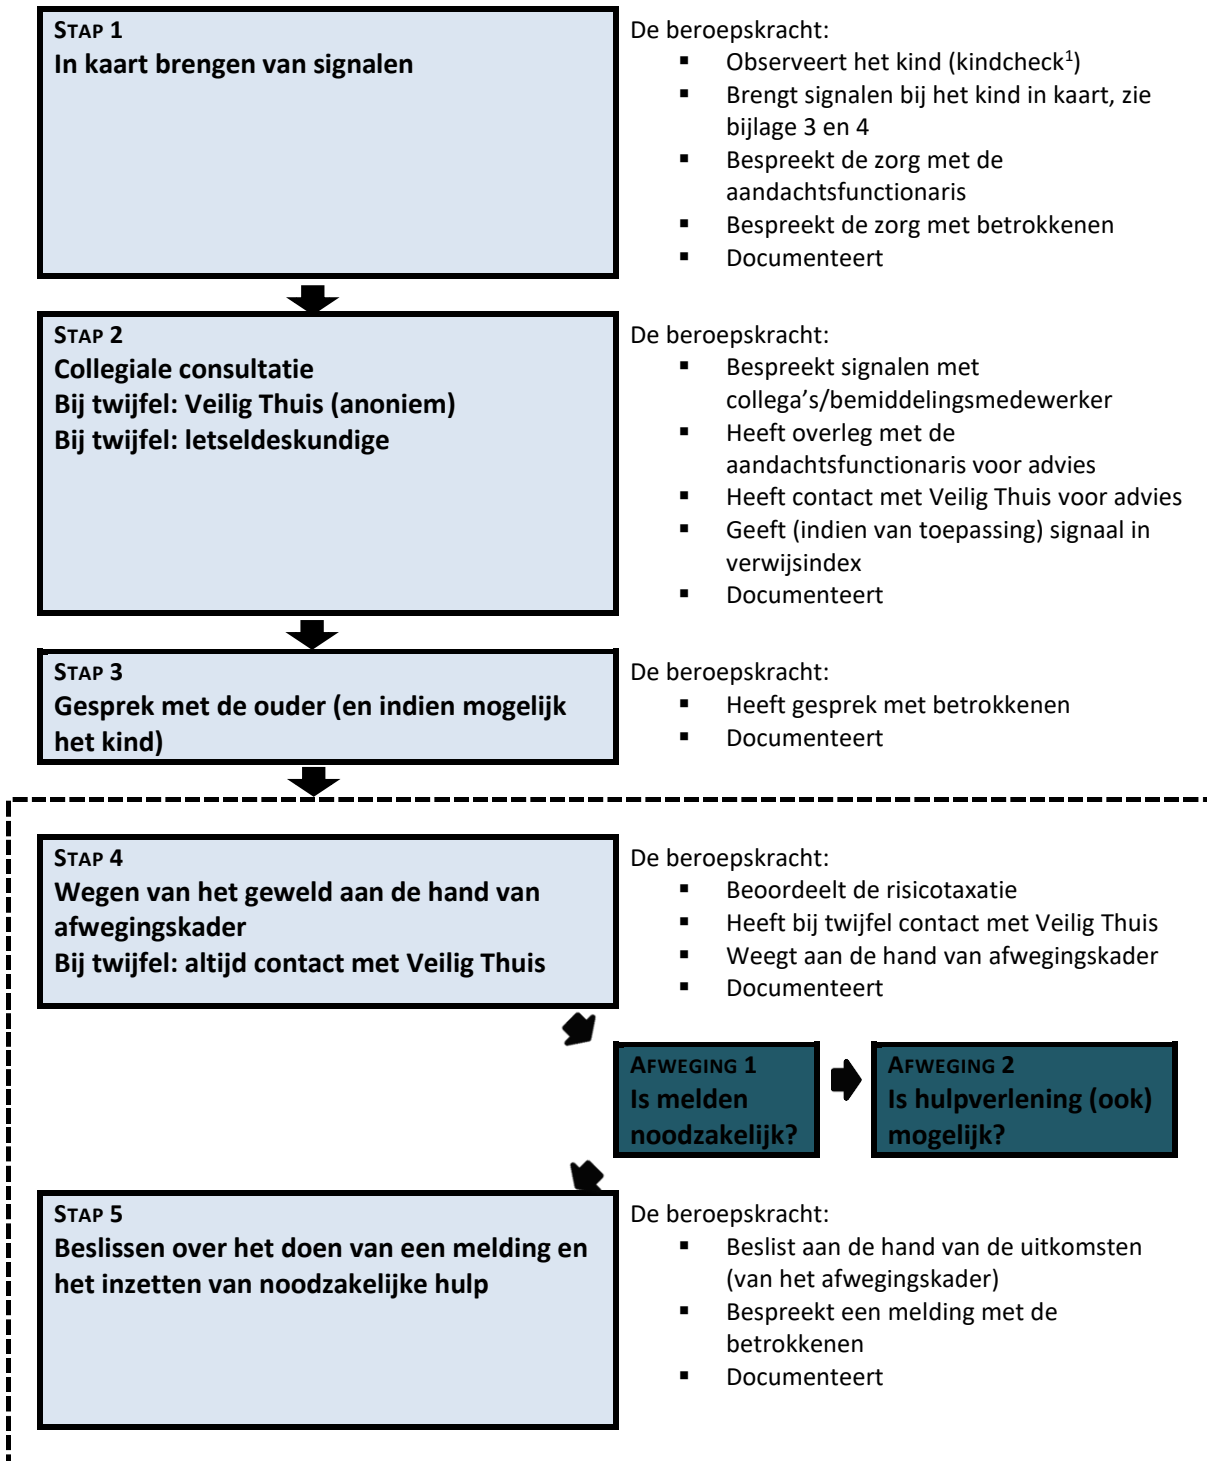 STAP 1
In kaart brengen van signalen
De beroepskracht:
▪ Observeert het kind (kindcheck¹)
▪ Brengt signalen bij het kind in kaart, zie
bijlage 3 en 4
▪ Bespreekt de zorg met de
aandachtsfunctionaris
▪ Bespreekt de zorg met betrokkenen
▪ Documenteert
STAP 2
Collegiale consultatie
Bij twijfel: Veilig Thuis (anoniem)
Bij twijfel: letseldeskundige
De beroepskracht:
▪ Bespreekt signalen met
collega’s/bemiddelingsmedewerker
▪ Heeft overleg met de
aandachtsfunctionaris voor advies
▪ Heeft contact met Veilig Thuis voor advies
▪ Geeft (indien van toepassing) signaal in
verwijsindex
▪ Documenteert
STAP 3
Gesprek met de ouder (en indien mogelijk
het kind)
De beroepskracht:
▪ Heeft gesprek met betrokkenen
▪ Documenteert
STAP 4
Wegen van het geweld aan de hand van
afwegingskader
Bij twijfel: altijd contact met Veilig Thuis
De beroepskracht:
▪ Beoordeelt de risicotaxatie
▪ Heeft bij twijfel contact met Veilig Thuis
▪ Weegt aan de hand van afwegingskader
▪ Documenteert
AFWEGING 1
Is melden
noodzakelijk?
AFWEGING 2
Is hulpverlening (ook)
mogelijk?
STAP 5
Beslissen over het doen van een melding en
het inzetten van noodzakelijke hulp
De beroepskracht:
▪ Beslist aan de hand van de uitkomsten
(van het afwegingskader)
▪ Bespreekt een melding met de
betrokkenen
▪ Documenteert